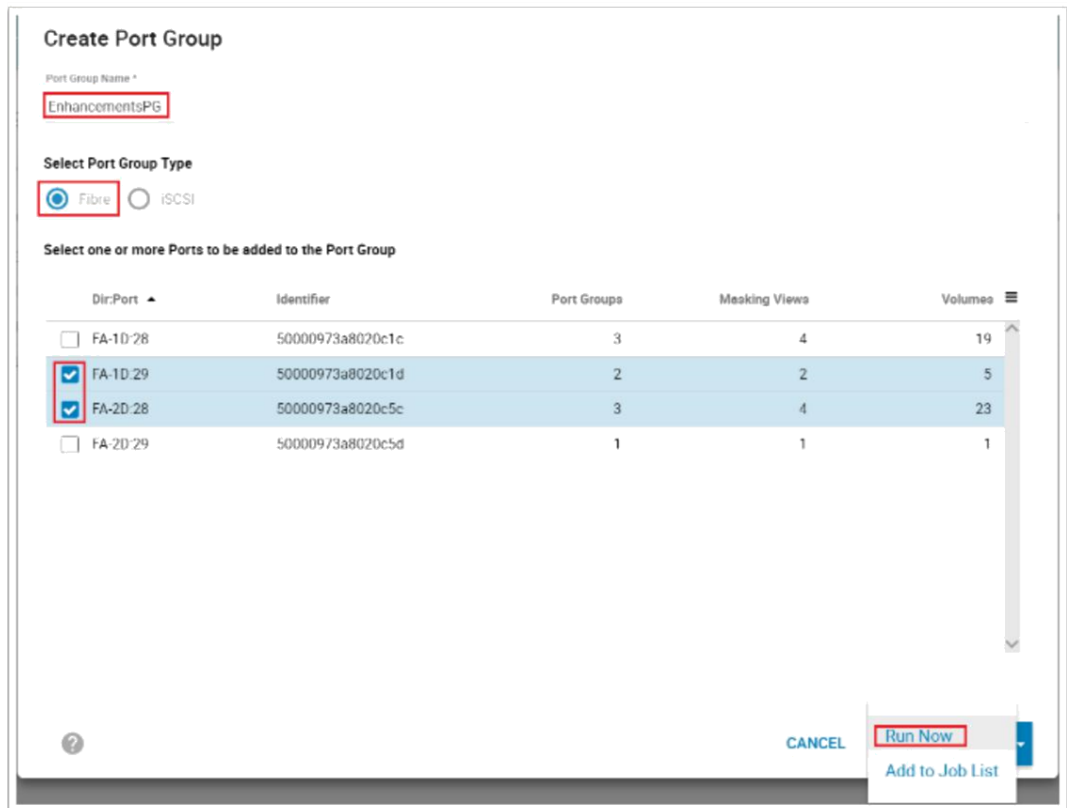 Create Port Group
Port Group Name *
EnhancementsPG
Select Port Group Type
Fibre iSCSI
Select one or more Ports to be added to the Port Group
Dir:Port Identifier Port Groups Masking Views Volumes
FA-1D:28 50000973a8020c1c 3 4 19
FA-1D:29 50000973a8020c1d 2 2 5
FA-2D:28 50000973a8020c5c 3 4 23
FA-2D:29 50000973a8020c5d 1 1 1
?
CANCEL Run Now
Add to Job List